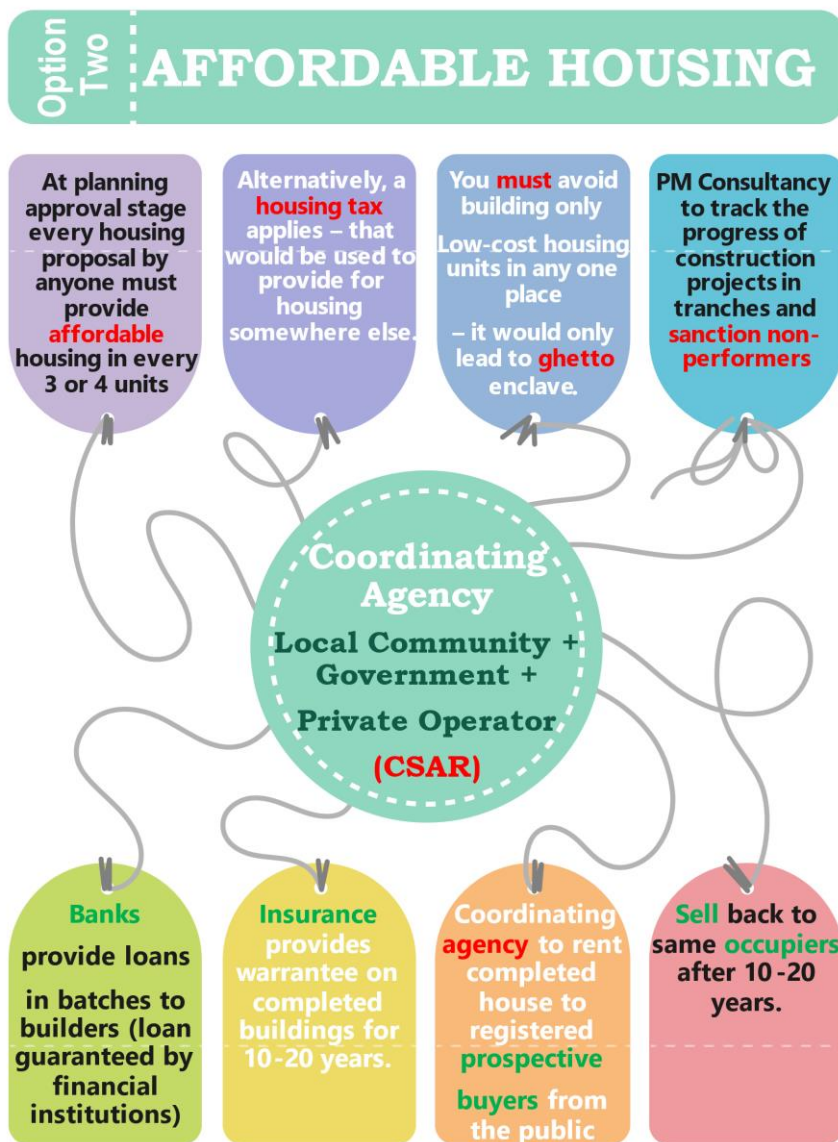 Option
Two
AFFORDABLE HOUSING
At planning
approval stage
every housing
proposal by
anyone must
provide
affordable
housing in every
3 or 4 units
Alternatively, a
housing tax
applies – that
would be used to
provide for
housing
somewhere else.
You must avoid
building only
Low-cost housing
units in any one
place
– it would only
lead to ghetto
enclave.
PM Consultancy
to track the
progress of
construction
projects in
tranches and
sanction non-
performers
Coordinating
Agency
Local Community +
Government +
Private Operator
(CSAR)
Banks
provide loans
in batches to
builders (loan
guaranteed by
financial
institutions)
Insurance
provides
warrantee on
completed
buildings for
10-20 years.
Coordinating
agency to rent
completed
house to
registered
prospective
buyers from
the public
Sell back to
same occupiers
after 10-20
years.